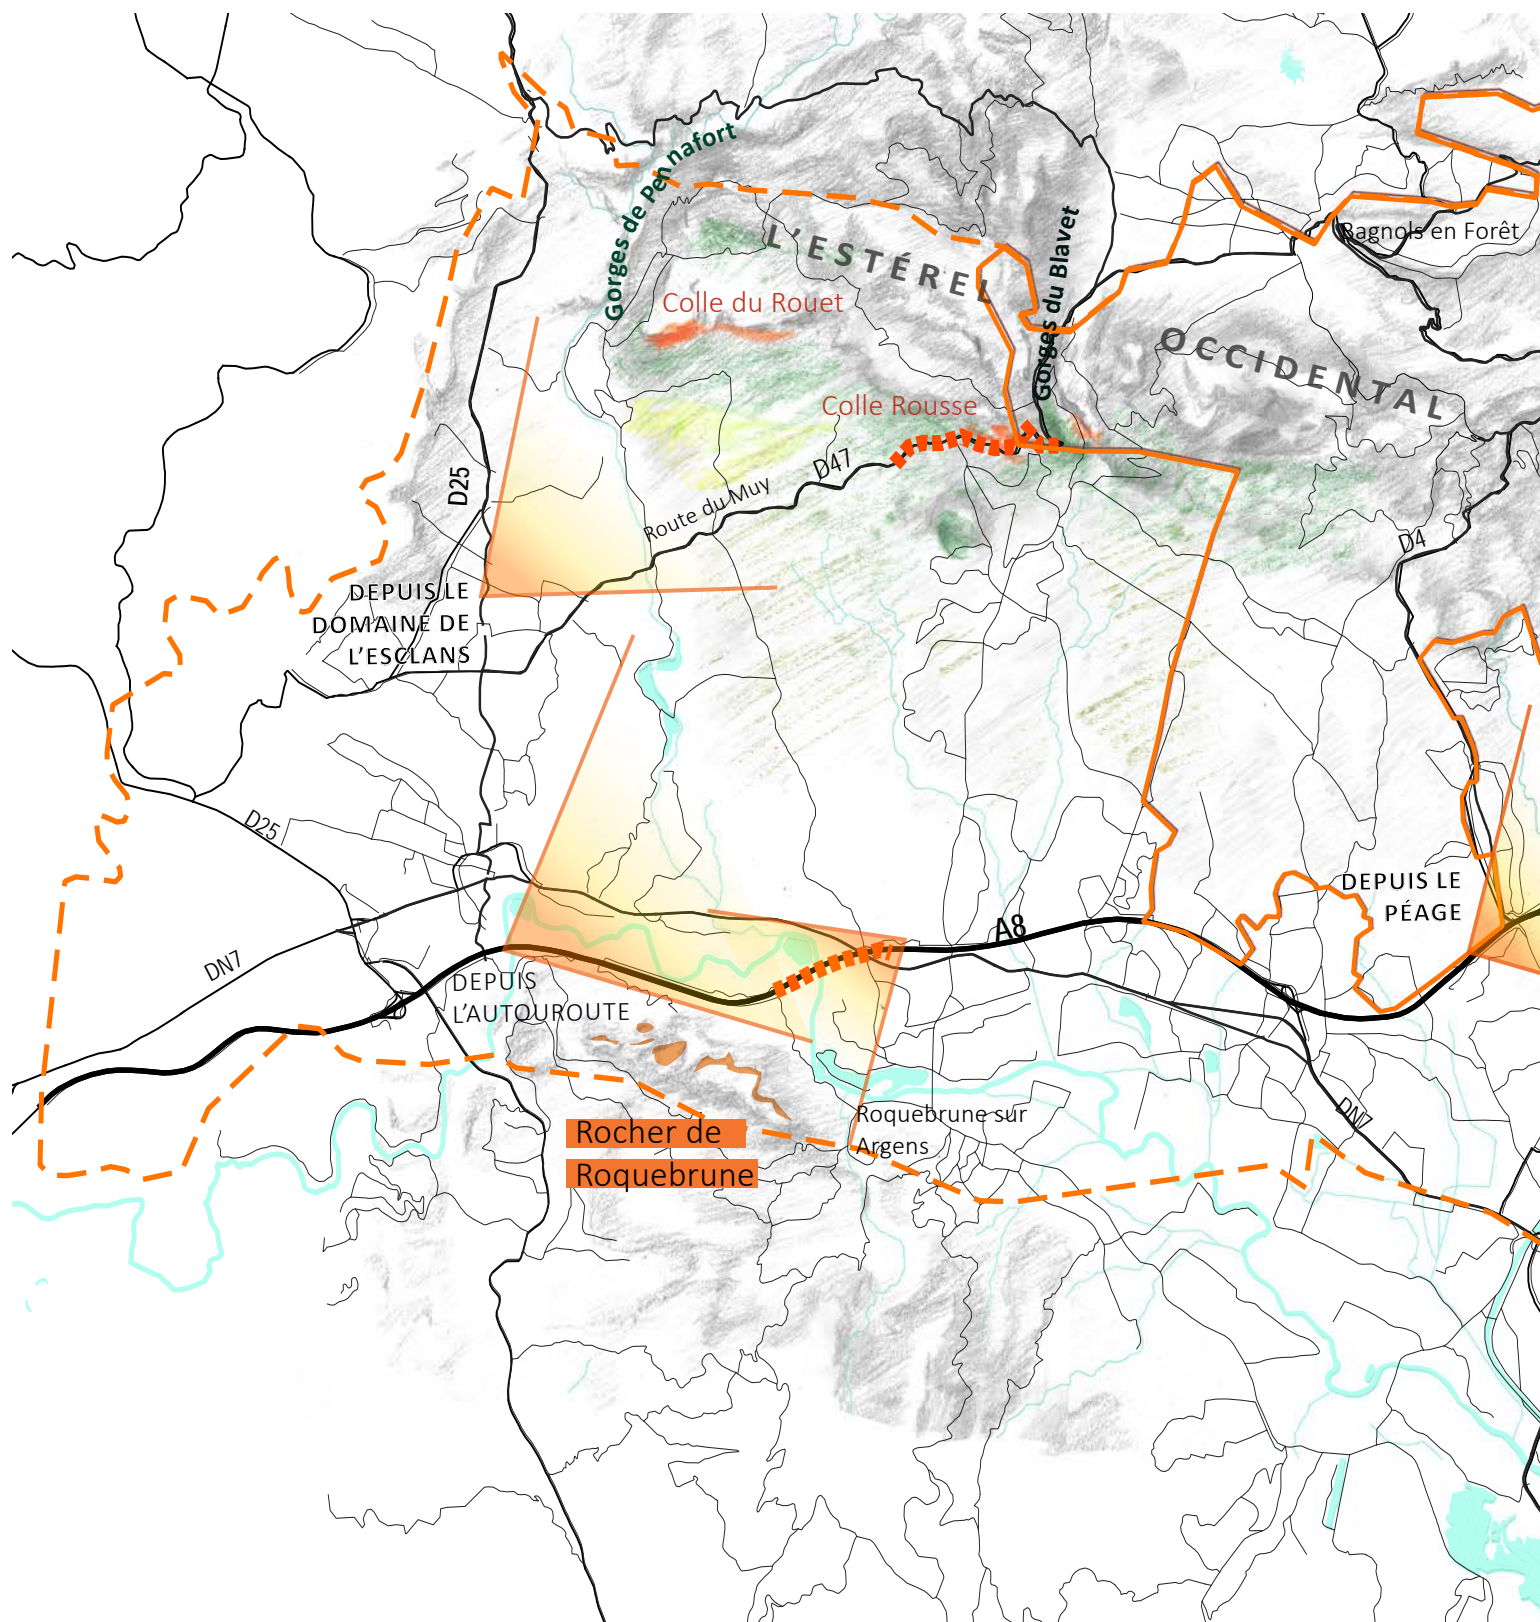 Gorges de Pennafort
L'ESTÉREL
Gorges du Blavet
Bagnols en Forêt
Colle du Rouet
OCCIDENTAL
Colle Rousse
D25
D47
Route du Muy
D4
DEPUIS LE
DOMAINE DE
L'ESCLANS
D25
DEPUIS LE
PÉAGE
A8
DN7
DEPUIS
L'AUTOUROUTE
Roquebrune sur
Argens
DN7
Rocher de
Roquebrune